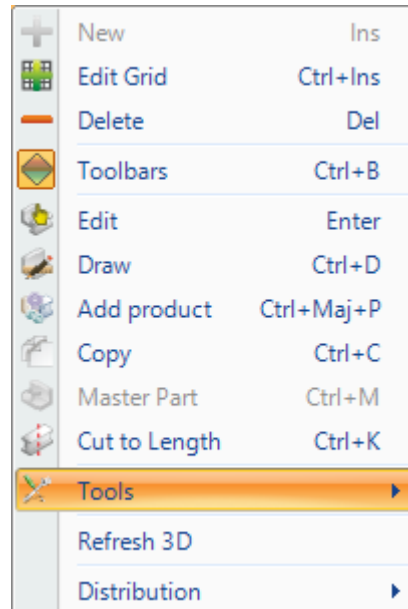 New Ins
Edit Grid Ctrl+Ins
Delete Del
Toolbars Ctrl+B
Edit Enter
Draw Ctrl+D
Add product Ctrl+Maj+P
Copy Ctrl+C
Master Part Ctrl+M
Cut to Length Ctrl+K
Tools
Refresh 3D
Distribution